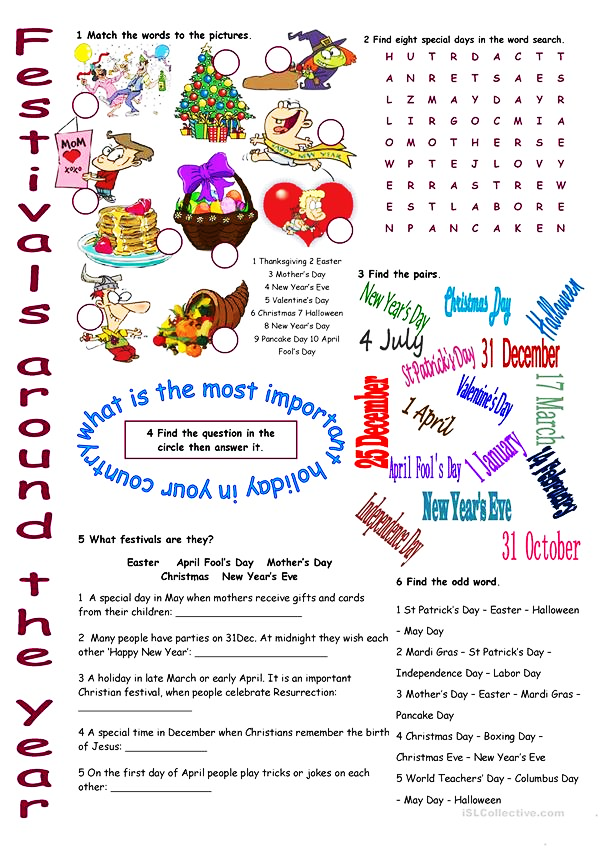 Festivals around the year
1 Match the words to the pictures.
MOM
XOXO
HAPPY NEW YEAR
1 Thanksgiving 2 Easter
3 Mother's Day
4 New Year's Eve
5 Valentine's Day
6 Christmas 7 Halloween
8 New Year's Day
9 Pancake Day 10 April
Fool's Day
2 Find eight special days in the word search.
H U T R D A C T T
A N R E T S A E S
L Z M A Y D A Y R
L I R G O C M I A
O M O T H E R S E
W P T E J L O V Y
E R R A S T R E W
E S T L A B O R E
N P A N C A K E N
3 Find the pairs.
New Year's Day
Christmas Day
Halloween
4 July
St Patrick's Day
31 December
25 December
Valentine's Day
17 March
1 April
April Fool's Day
1 January
14 February
New Year's Eve
Independence Day
31 October
what is the most important holiday in your country
4 Find the question in the
circle then answer it.
5 What festivals are they?
Easter April Fool's Day Mother's Day
Christmas New Year's Eve
1 A special day in May when mothers receive gifts and cards
from their children: ______________________
2 Many people have parties on 31Dec. At midnight they wish each
other 'Happy New Year': _______________________
3 A holiday in late March or early April. It is an important
Christian festival, when people celebrate Resurrection:
____________________
4 A special time in December when Christians remember the birth
of Jesus: ______________
5 On the first day of April people play tricks or jokes on each
other: __________________
6 Find the odd word.
1 St Patrick's Day – Easter – Halloween
– May Day
2 Mardi Gras – St Patrick's Day –
Independence Day – Labor Day
3 Mother's Day – Easter – Mardi Gras –
Pancake Day
4 Christmas Day – Boxing Day –
Christmas Eve – New Year's Eve
5 World Teachers' Day – Columbus Day
– May Day - Halloween
iSLCollective.com